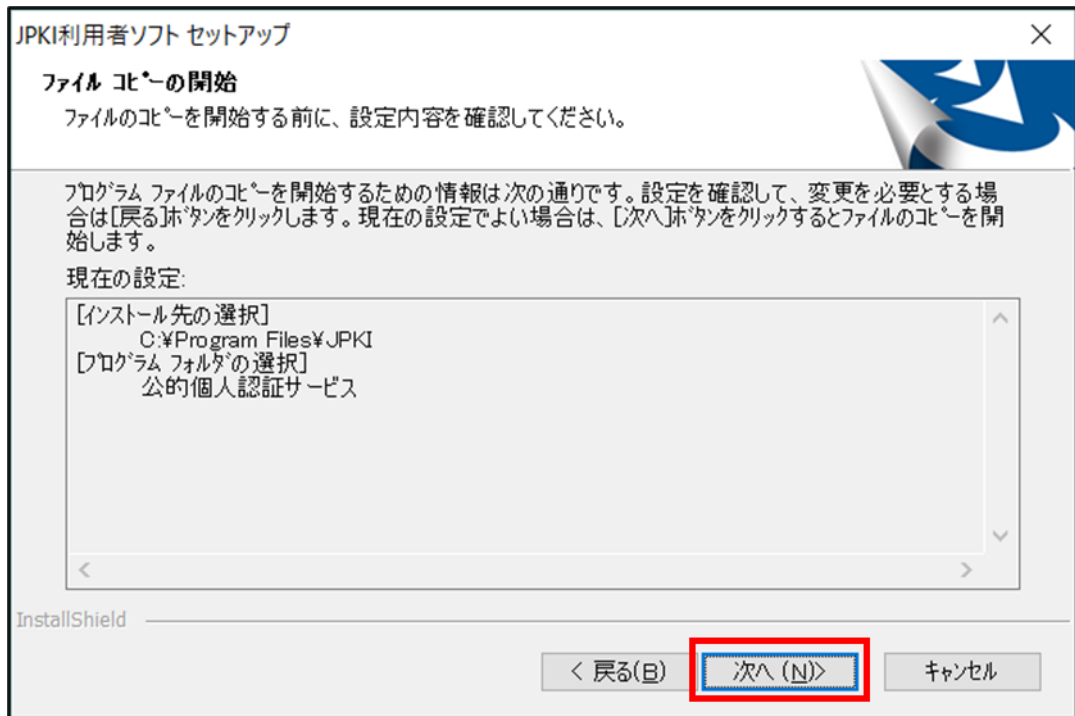 JPKI利用者ソフト セットアップ
ファイル コピーの開始
ファイルのコピーを開始する前に、設定内容を確認してください。
プログラム ファイルのコピーを開始するための情報は次の通りです。設定を確認して、変更を必要とする場
合は[戻る]ボタンをクリックします。現在の設定でよい場合は、[次へ]ボタンをクリックするとファイルのコピーを開
始します。
現在の設定:
[インストール先の選択]
C:¥Program Files¥JPKI
[プログラム フォルダの選択]
公的個人認証サービス
InstallShield
< 戻る(B)
次へ (N)>
キャンセル